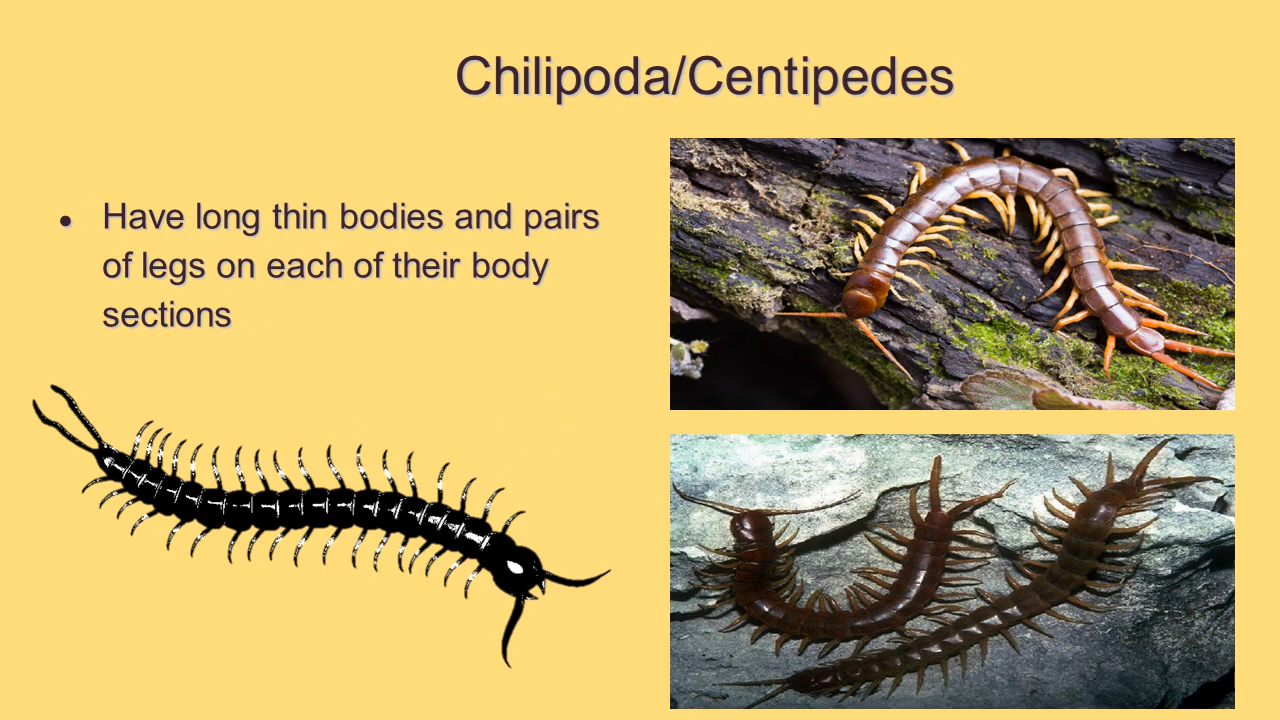 Chilipoda/Centipedes
● Have long thin bodies and pairs
of legs on each of their body
sections